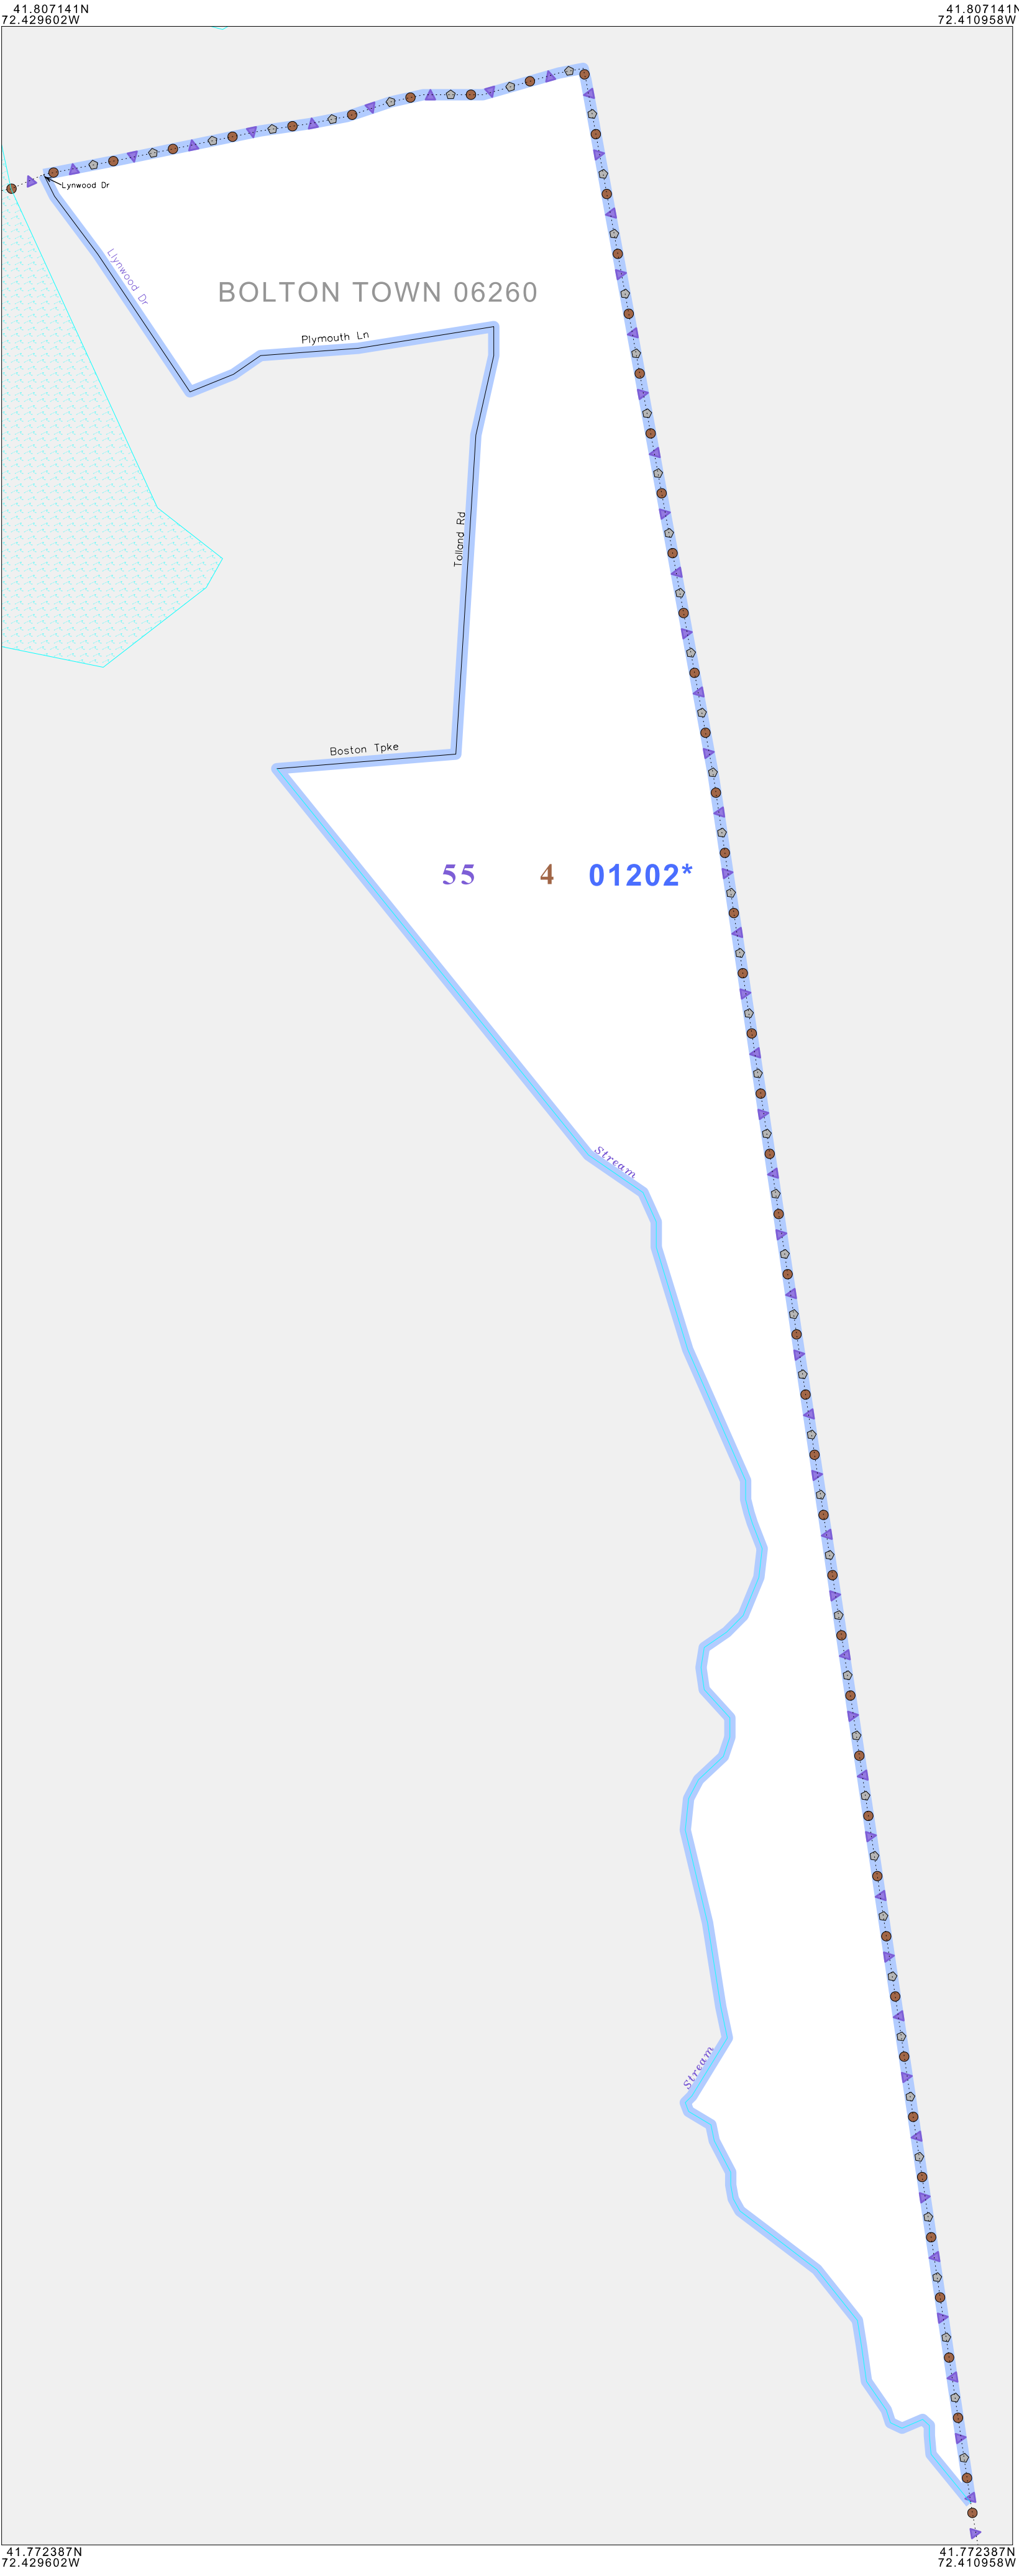 41.807141N
72.429602W
41.807141N
72.410958W
Lynwood Dr
Llynwood Dr
BOLTON TOWN 06260
Plymouth Ln
Tolland Rd
Boston Tpke
55 4 01202*
Stream
Stream
41.772387N
72.429602W
41.772387N
72.410958W